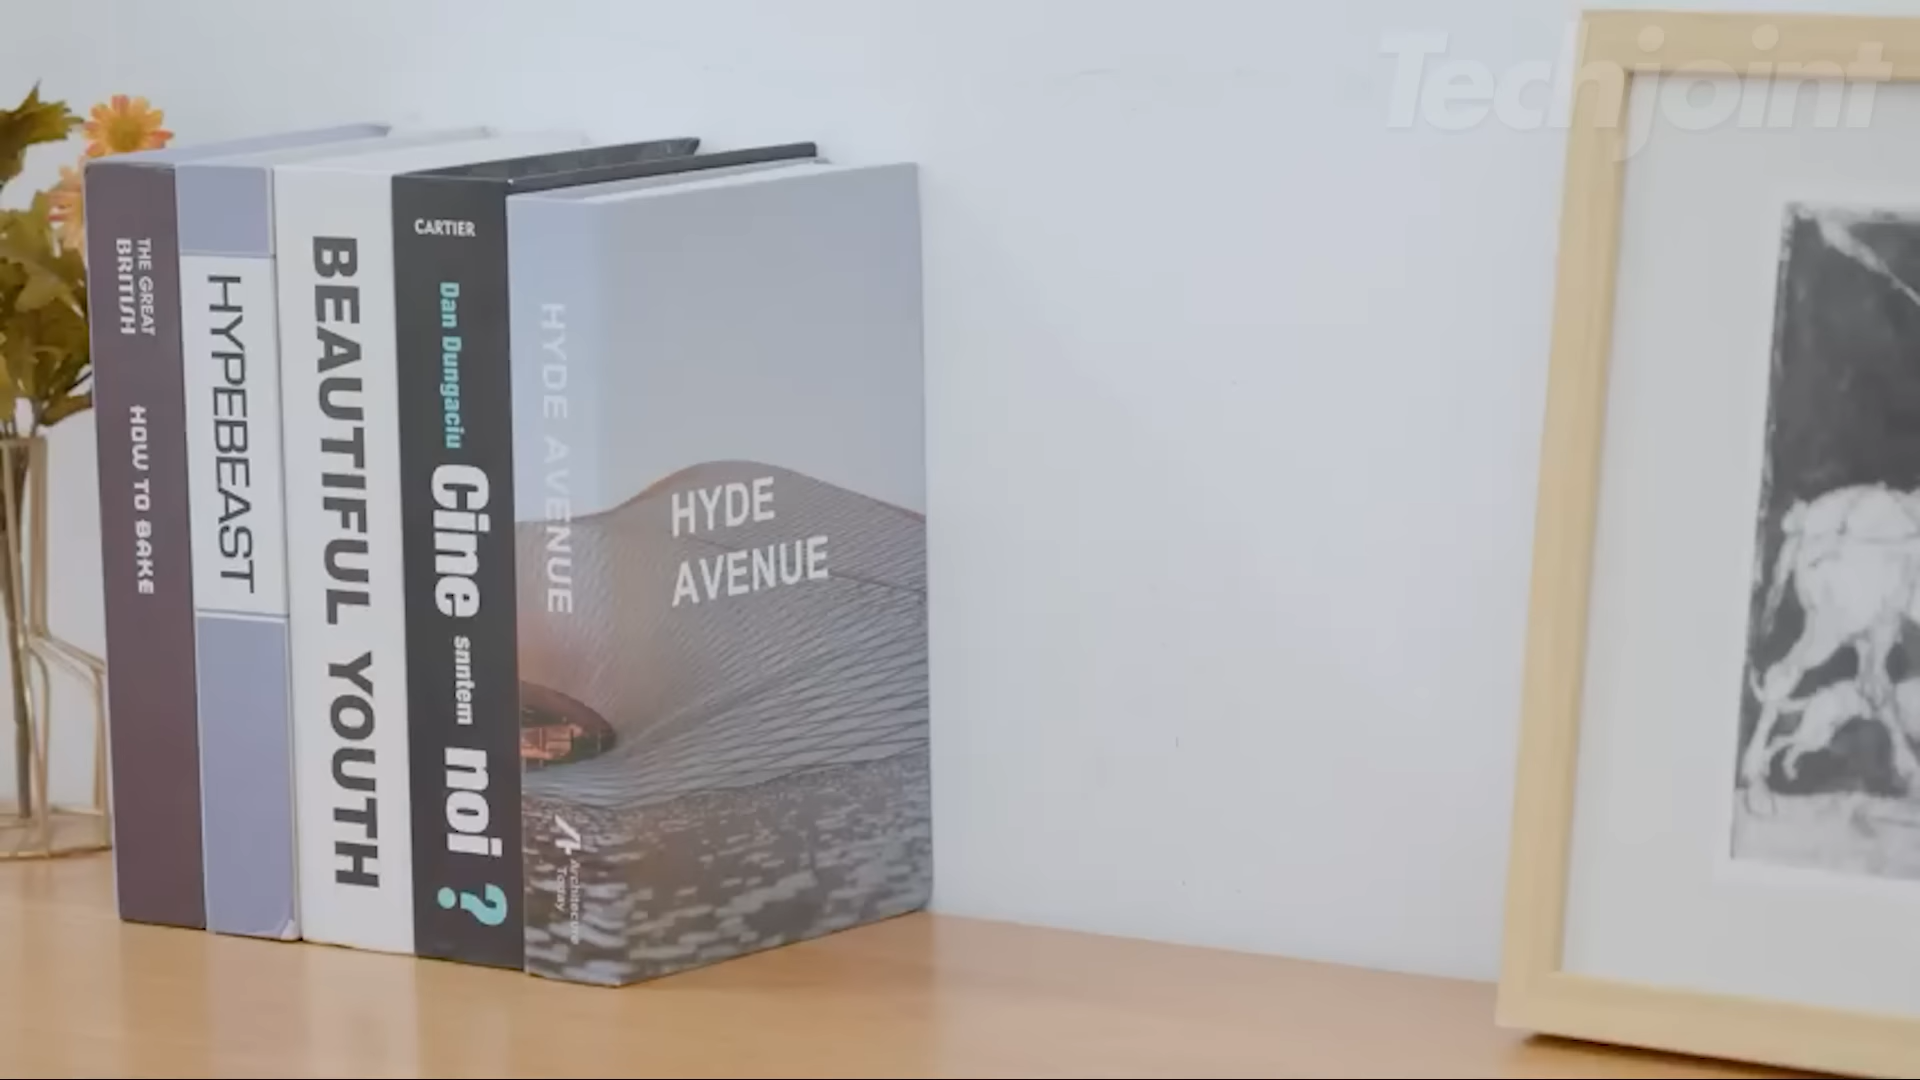 Techjoint
THE GREAT
BRITISH
HOW TO BAKE
HYPEBEAST
BEAUTIFUL YOUTH
CARTIER
Dan Dungaciu
Cine snntem noi ?
HYDE AVENUE
Architecture
Today
HYDE
AVENUE